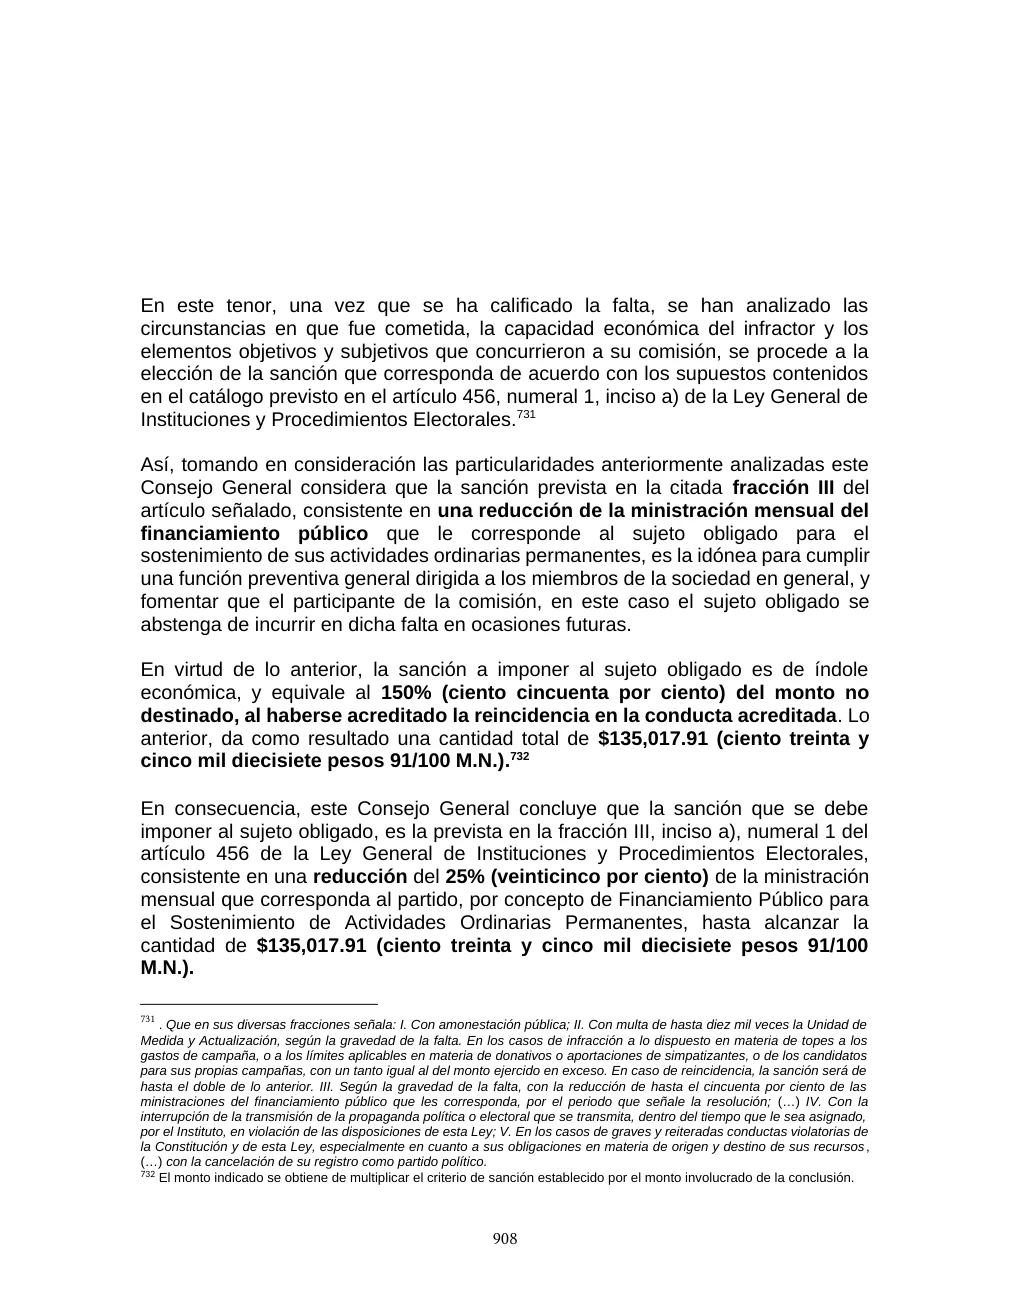 En este tenor, una vez que se ha calificado la falta, se han analizado las
circunstancias en que fue cometida, la capacidad económica del infractor y los
elementos objetivos y subjetivos que concurrieron a su comisión, se procede a la
elección de la sanción que corresponda de acuerdo con los supuestos contenidos
en el catálogo previsto en el artículo 456, numeral 1, inciso a) de la Ley General de
Instituciones y Procedimientos Electorales.731
Así, tomando en consideración las particularidades anteriormente analizadas este
Consejo General considera que la sanción prevista en la citada fracción III del
artículo señalado, consistente en una reducción de la ministración mensual del
financiamiento público que le corresponde al sujeto obligado para el
sostenimiento de sus actividades ordinarias permanentes, es la idónea para cumplir
una función preventiva general dirigida a los miembros de la sociedad en general, y
fomentar que el participante de la comisión, en este caso el sujeto obligado se
abstenga de incurrir en dicha falta en ocasiones futuras.
En virtud de lo anterior, la sanción a imponer al sujeto obligado es de índole
económica, y equivale al 150% (ciento cincuenta por ciento) del monto no
destinado, al haberse acreditado la reincidencia en la conducta acreditada. Lo
anterior, da como resultado una cantidad total de $135,017.91 (ciento treinta y
cinco mil diecisiete pesos 91/100 M.N.).732
En consecuencia, este Consejo General concluye que la sanción que se debe
imponer al sujeto obligado, es la prevista en la fracción III, inciso a), numeral 1 del
artículo 456 de la Ley General de Instituciones y Procedimientos Electorales,
consistente en una reducción del 25% (veinticinco por ciento) de la ministración
mensual que corresponda al partido, por concepto de Financiamiento Público para
el Sostenimiento de Actividades Ordinarias Permanentes, hasta alcanzar la
cantidad de $135,017.91 (ciento treinta y cinco mil diecisiete pesos 91/100
M.N.).
731 . Que en sus diversas fracciones señala: I. Con amonestación pública; II. Con multa de hasta diez mil veces la Unidad de
Medida y Actualización, según la gravedad de la falta. En los casos de infracción a lo dispuesto en materia de topes a los
gastos de campaña, o a los límites aplicables en materia de donativos o aportaciones de simpatizantes, o de los candidatos
para sus propias campañas, con un tanto igual al del monto ejercido en exceso. En caso de reincidencia, la sanción será de
hasta el doble de lo anterior. III. Según la gravedad de la falta, con la reducción de hasta el cincuenta por ciento de las
ministraciones del financiamiento público que les corresponda, por el periodo que señale la resolución; (…) IV. Con la
interrupción de la transmisión de la propaganda política o electoral que se transmita, dentro del tiempo que le sea asignado,
por el Instituto, en violación de las disposiciones de esta Ley; V. En los casos de graves y reiteradas conductas violatorias de
la Constitución y de esta Ley, especialmente en cuanto a sus obligaciones en materia de origen y destino de sus recursos,
(…) con la cancelación de su registro como partido político.
732 El monto indicado se obtiene de multiplicar el criterio de sanción establecido por el monto involucrado de la conclusión.
908